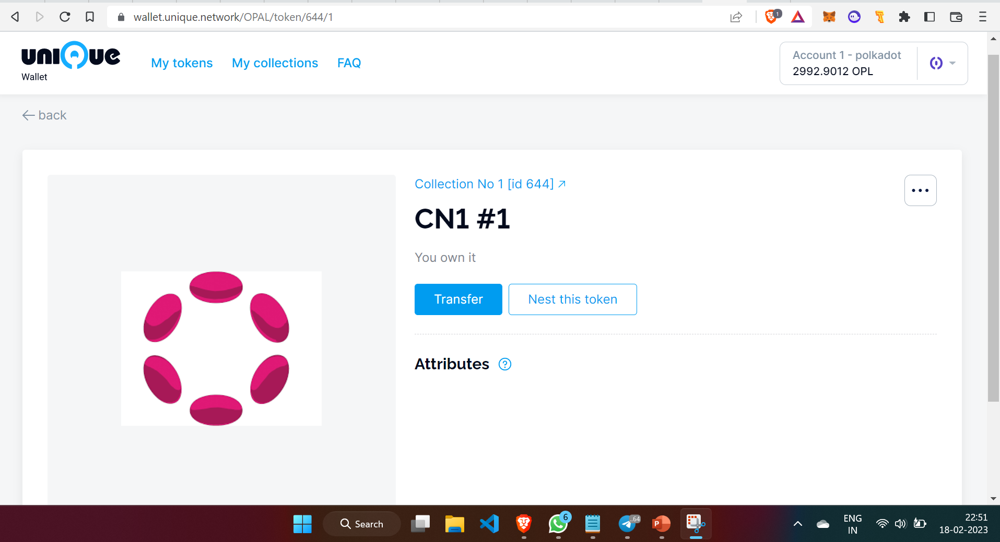 wallet.unique.network/OPAL/token/644/1
1
unique
Wallet
My tokens
My collections
FAQ
Account 1 - polkadot
2992.9012 OPL
back
Collection No 1 [id 644]
CN1 #1
You own it
Transfer
Nest this token
Attributes
?
Search
6
..64
P
ENG
IN
22:51
18-02-2023